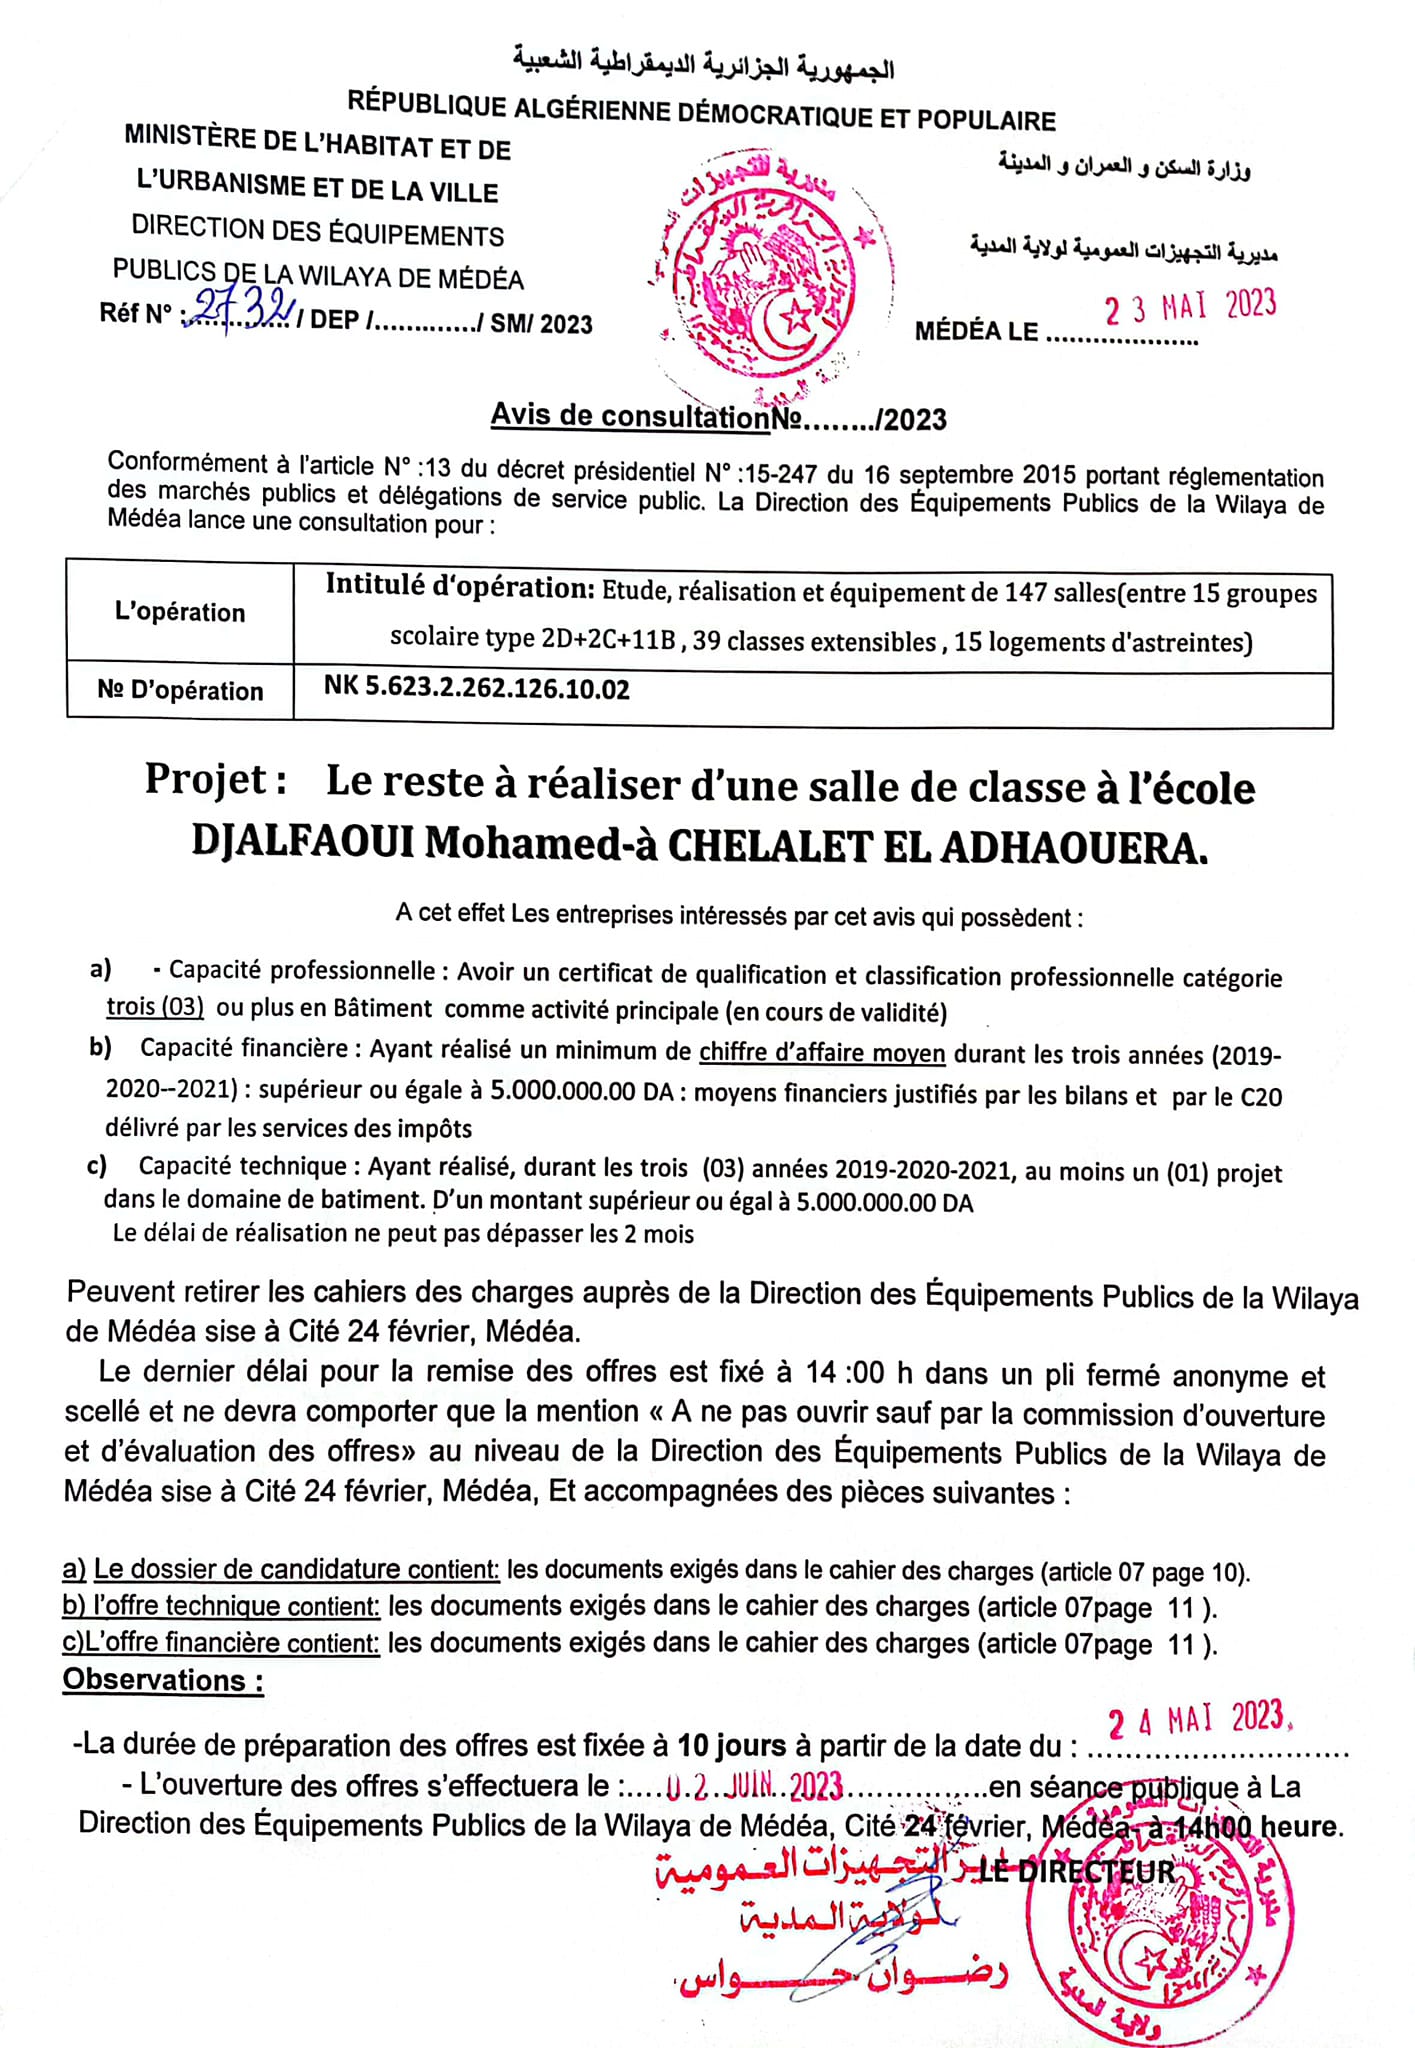 الجمهورية الجزائرية الديمقراطية الشعبية
RÉPUBLIQUE ALGÉRIENNE DÉMOCRATIQUE ET POPULAIRE
MINISTÈRE DE L'HABITAT ET DE
L'URBANISME ET DE LA VILLE
DIRECTION DES ÉQUIPEMENTS
PUBLICS DE LA WILAYA DE MÉDÉA
Réf N° :..2732../ DEP /............./ SM/ 2023
وزارة السكن و العمران و المدينة
مديرية التجهيزات العمومية لولاية المدية
23 MAI 2023
MÉDÉA LE ....................
Avis de consultation№......../2023
Conformément à l'article N° :13 du décret présidentiel N° :15-247 du 16 septembre 2015 portant réglementation
des marchés publics et délégations de service public. La Direction des Équipements Publics de la Wilaya de
Médéa lance une consultation pour :
L'opération
Intitulé d'opération: Etude, réalisation et équipement de 147 salles(entre 15 groupes
scolaire type 2D+2C+11B , 39 classes extensibles , 15 logements d'astreintes)
№ D'opération
NK 5.623.2.262.126.10.02
Projet : Le reste à réaliser d'une salle de classe à l'école
DJALFAOUI Mohamed-à CHELALET EL ADHAOUERA.
A cet effet Les entreprises intéressés par cet avis qui possèdent :
a) - Capacité professionnelle : Avoir un certificat de qualification et classification professionnelle catégorie
trois (03) ou plus en Bâtiment comme activité principale (en cours de validité)
b) Capacité financière : Ayant réalisé un minimum de chiffre d'affaire moyen durant les trois années (2019-
2020--2021) : supérieur ou égale à 5.000.000.00 DA : moyens financiers justifiés par les bilans et par le C20
délivré par les services des impôts
c) Capacité technique : Ayant réalisé, durant les trois (03) années 2019-2020-2021, au moins un (01) projet
dans le domaine de batiment. D'un montant supérieur ou égal à 5.000.000.00 DA
Le délai de réalisation ne peut pas dépasser les 2 mois
Peuvent retirer les cahiers des charges auprès de la Direction des Équipements Publics de la Wilaya
de Médéa sise à Cité 24 février, Médéa.
Le dernier délai pour la remise des offres est fixé à 14 :00 h dans un pli fermé anonyme et
scellé et ne devra comporter que la mention « A ne pas ouvrir sauf par la commission d'ouverture
et d'évaluation des offres» au niveau de la Direction des Équipements Publics de la Wilaya de
Médéa sise à Cité 24 février, Médéa, Et accompagnées des pièces suivantes :
a) Le dossier de candidature contient: les documents exigés dans le cahier des charges (article 07 page 10).
b) l'offre technique contient: les documents exigés dans le cahier des charges (article 07page 11 ).
c)L'offre financière contient: les documents exigés dans le cahier des charges (article 07page 11 ).
Observations :
24 MAI 2023
-La durée de préparation des offres est fixée à 10 jours à partir de la date du : ............................
- L'ouverture des offres s'effectuera le :....02 JUIN 2023...............en séance publique à La
Direction des Équipements Publics de la Wilaya de Médéa, Cité 24 février, Médéa- à 14h00 heure.
LE DIRECTEUR
مدير التجهيزات العمومية
لولاية المدية
رضوان حواس